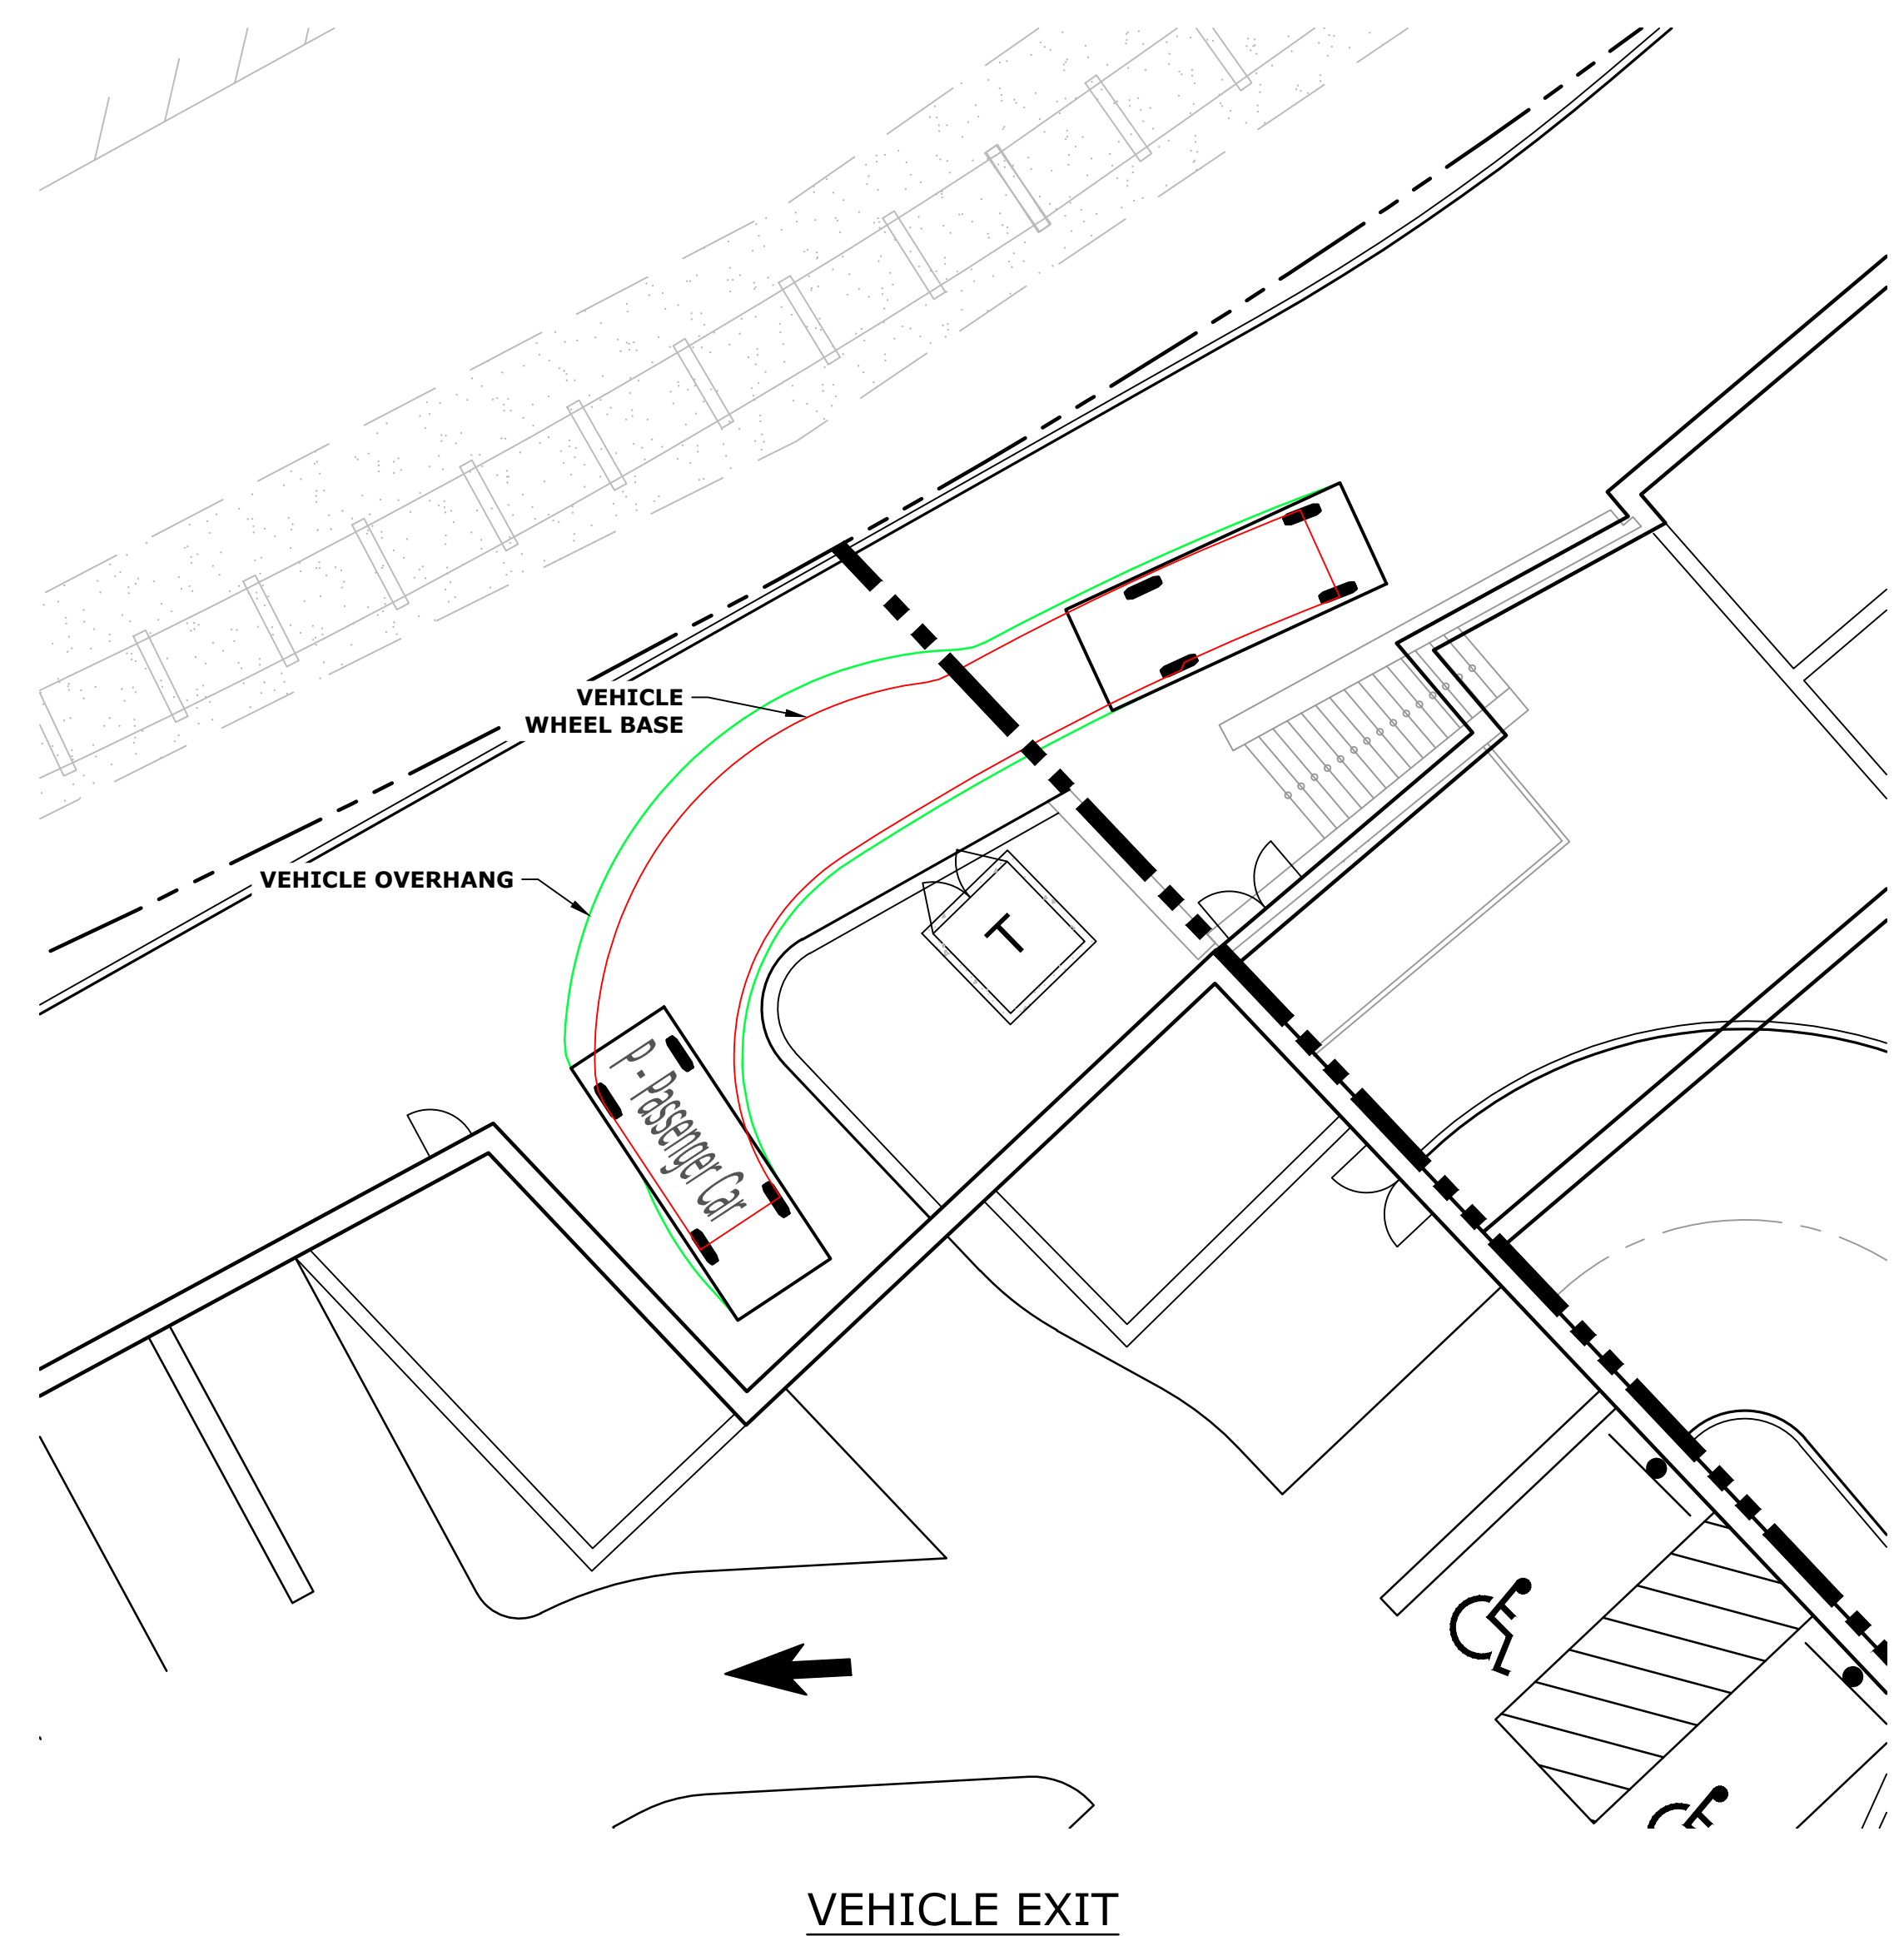 VEHICLE
WHEEL BASE
VEHICLE OVERHANG
T
P - Passenger Car
VEHICLE EXIT